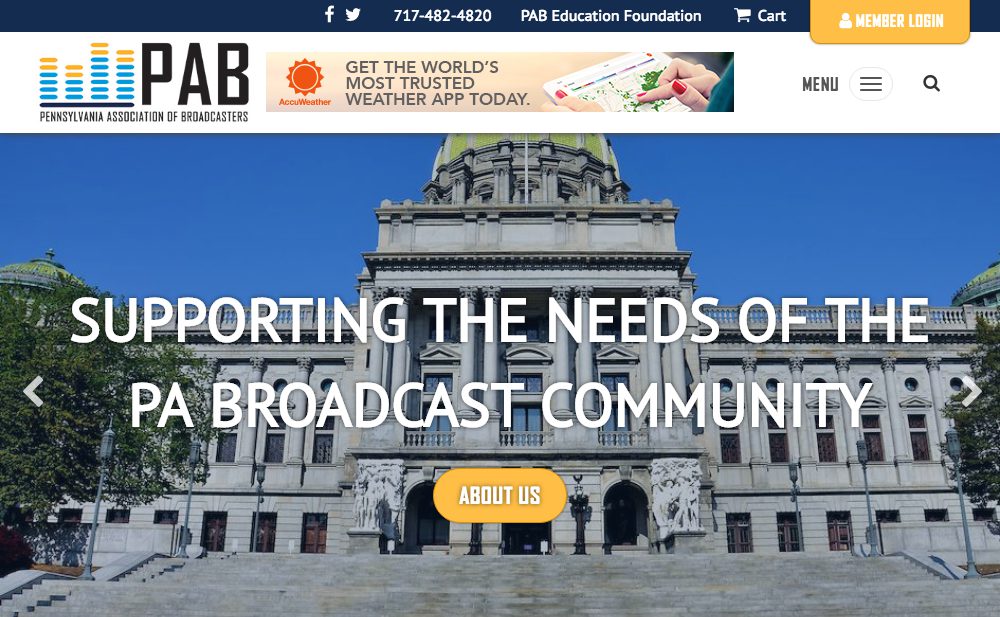 717-482-4820 PAB Education Foundation Cart MEMBER LOGIN
PAB
PENNSYLVANIA ASSOCIATION OF BROADCASTERS
AccuWeather
GET THE WORLD'S
MOST TRUSTED
WEATHER APP TODAY.
MENU
SUPPORTING THE NEEDS OF THE
PA BROADCAST COMMUNITY
ABOUT US